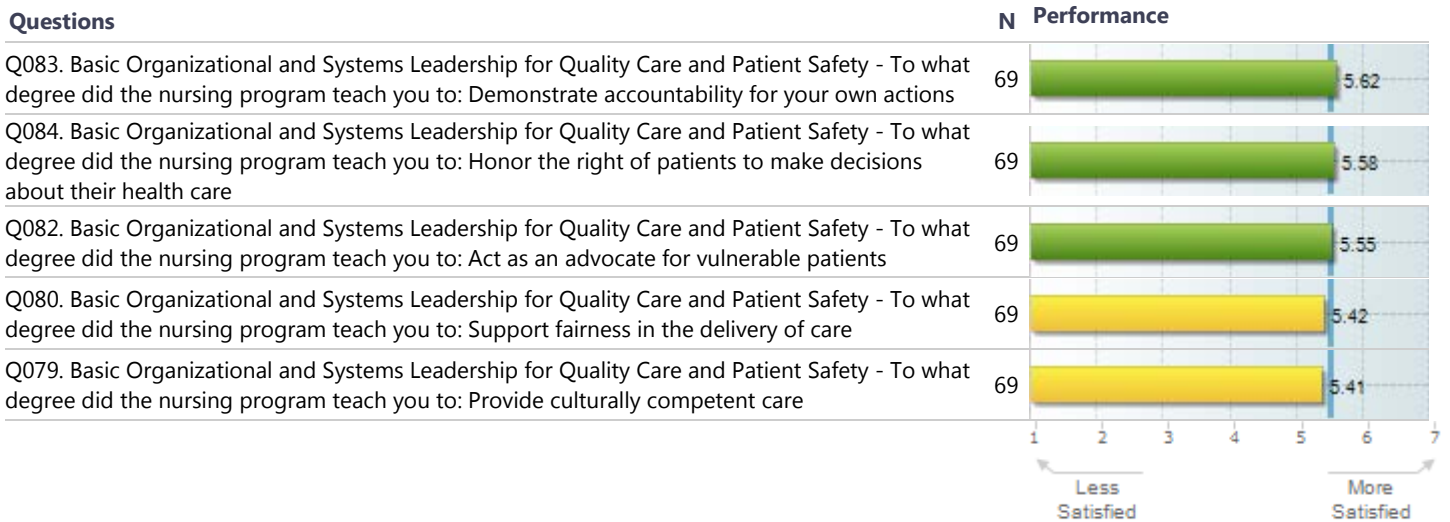 Questions N Performance
Q083. Basic Organizational and Systems Leadership for Quality Care and Patient Safety - To what
degree did the nursing program teach you to: Demonstrate accountability for your own actions
69
5.62
Q084. Basic Organizational and Systems Leadership for Quality Care and Patient Safety - To what
degree did the nursing program teach you to: Honor the right of patients to make decisions
about their health care
69
5.58
Q082. Basic Organizational and Systems Leadership for Quality Care and Patient Safety - To what
degree did the nursing program teach you to: Act as an advocate for vulnerable patients
69
5.55
Q080. Basic Organizational and Systems Leadership for Quality Care and Patient Safety - To what
degree did the nursing program teach you to: Support fairness in the delivery of care
69
5.42
Q079. Basic Organizational and Systems Leadership for Quality Care and Patient Safety - To what
degree did the nursing program teach you to: Provide culturally competent care
69
5.41
1 2 3 4 5 6 7
Less
Satisfied
More
Satisfied